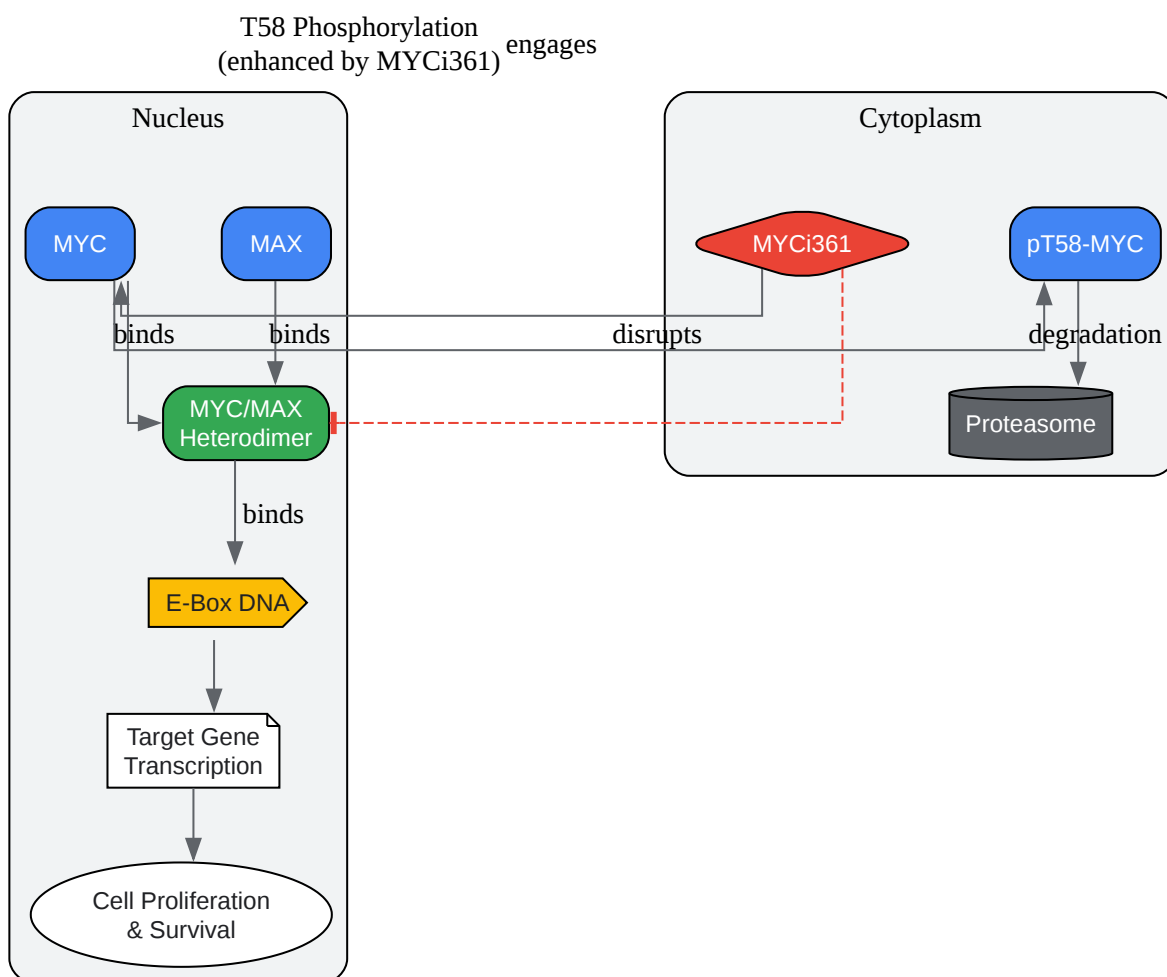 T58 Phosphorylation
(enhanced by MYCi361)
engages
Nucleus
Cytoplasm
MYC
MAX
MYCi361
pT58-MYC
binds
binds
disrupts
degradation
MYC/MAX
Heterodimer
Proteasome
binds
E-Box DNA
Target Gene
Transcription
Cell Proliferation
& Survival